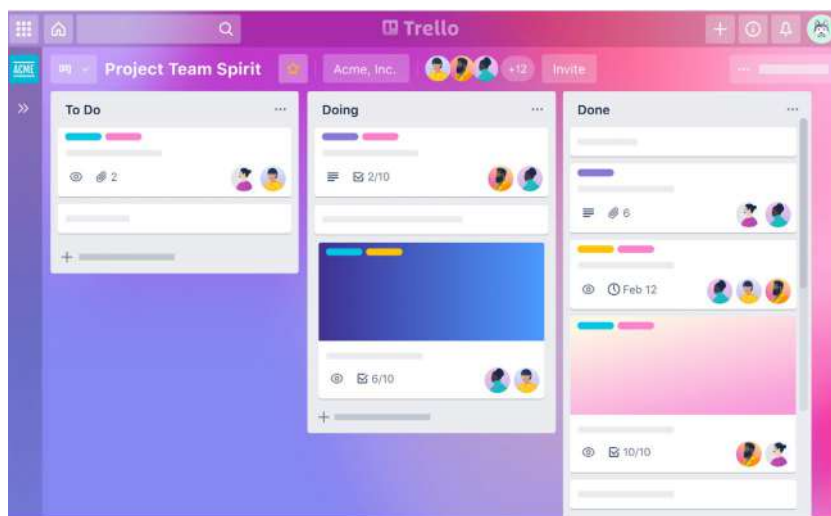 Trello
ACME
Project Team Spirit
Acme, Inc.
+12
Invite
To Do
2
Doing
2/10
6/10
Done
6
Feb 12
10/10